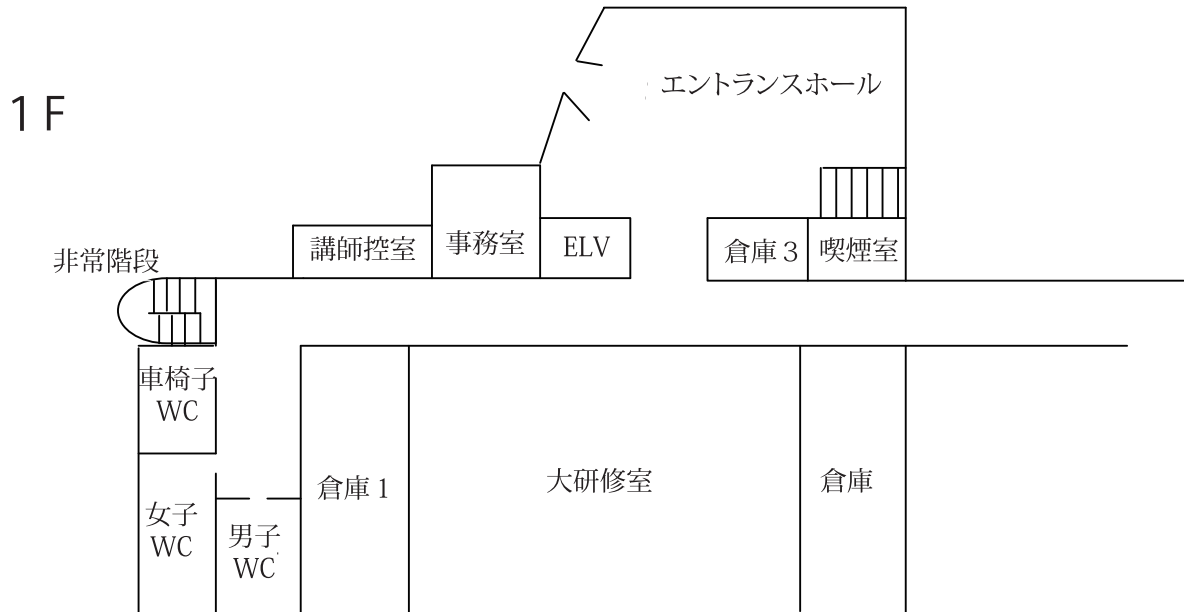 エントランスホール
1F
講師控室
事務室
ELV
倉庫3
喫煙室
非常階段
車椅子
WC
倉庫1
大研修室
倉庫
女子
WC
男子
WC